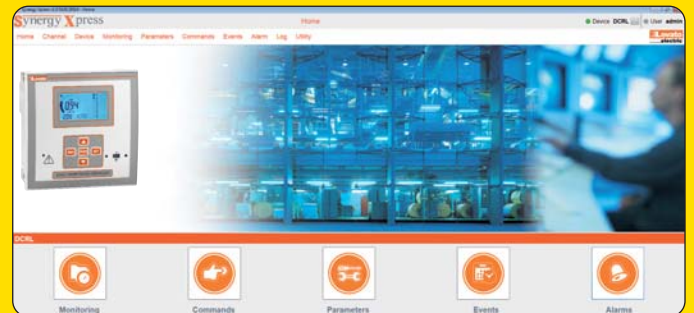 Synergy Xpress
Home
Device DCRL
User admin
Home Channel Device Monitoring Parameters Commands Events Alarm Log Utility
Lovato
electric
DCRL
Monitoring
Commands
Parameters
Events
Alarms